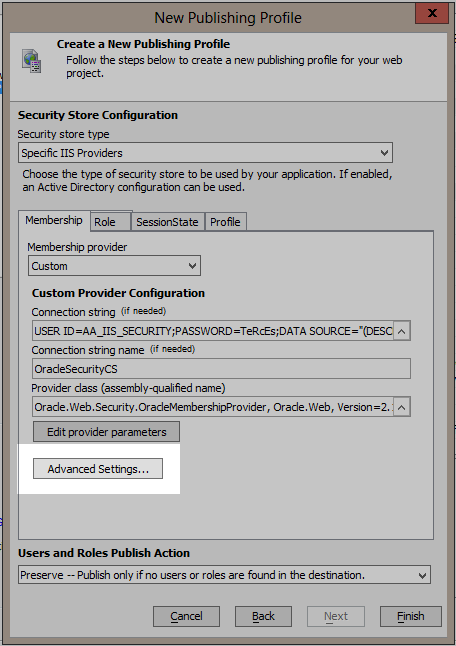 New Publishing Profile
Create a New Publishing Profile
Follow the steps below to create a new publishing profile for your web
project.
Security Store Configuration
Security store type
Specific IIS Providers
Choose the type of security store to be used by your application. If enabled,
an Active Directory configuration can be used.
Membership Role SessionState Profile
Membership provider
Custom
Custom Provider Configuration
Connection string (if needed)
USER ID=AA_IIS_SECURITY;PASSWORD=TeRcEs;DATA SOURCE="(DESC
Connection string name (if needed)
OracleSecurityCS
Provider class (assembly-qualified name)
Oracle.Web.Security.OracleMembershipProvider, Oracle.Web, Version=2.
Edit provider parameters
Advanced Settings...
Users and Roles Publish Action
Preserve -- Publish only if no users or roles are found in the destination.
Cancel Back Next Finish